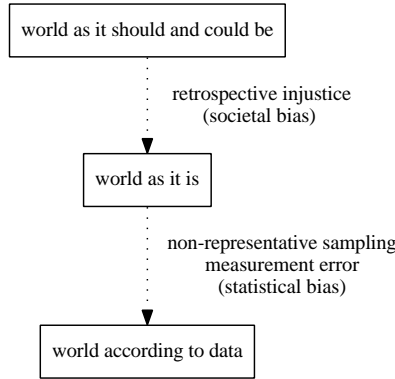 world as it should and could be
retrospective injustice
(societal bias)
world as it is
non-representative sampling
measurement error
(statistical bias)
world according to data